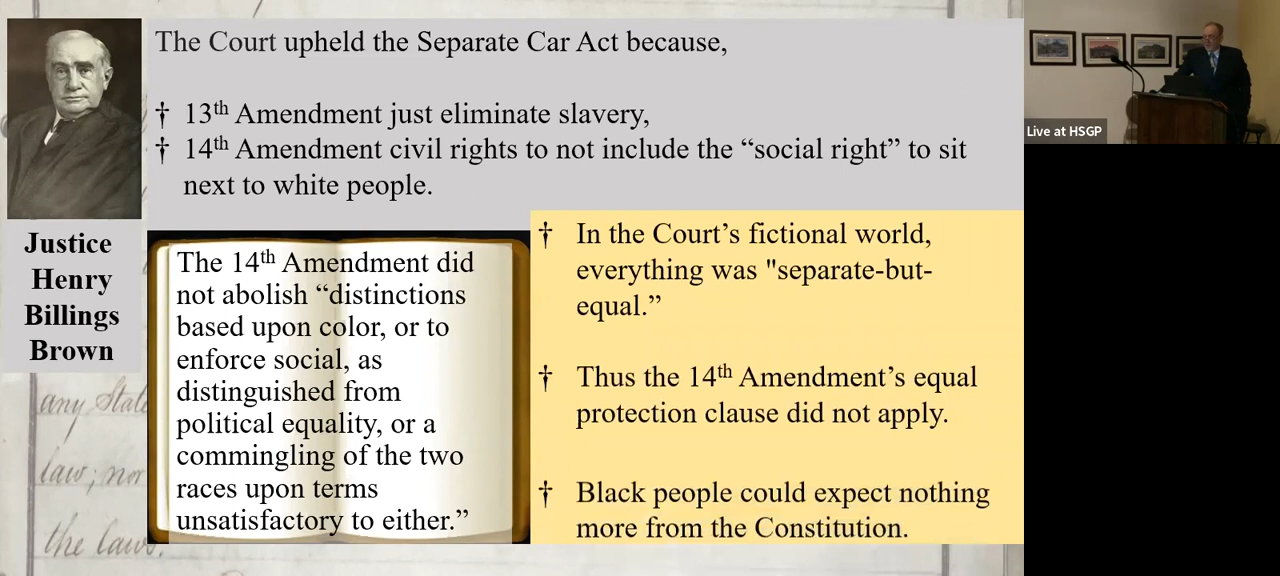 The Court upheld the Separate Car Act because,
† 13th Amendment just eliminate slavery,
† 14th Amendment civil rights to not include the “social right” to sit
next to white people.
Justice
Henry
Billings
Brown
The 14th Amendment did
not abolish “distinctions
based upon color, or to
enforce social, as
distinguished from
political equality, or a
commingling of the two
races upon terms
unsatisfactory to either.”
† In the Court’s fictional world,
everything was "separate-but-
equal.”
† Thus the 14th Amendment’s equal
protection clause did not apply.
† Black people could expect nothing
more from the Constitution.
any State
law; nor
the laws.
Live at HSGP